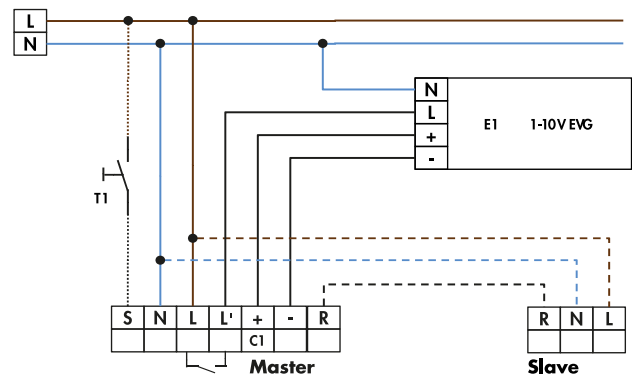 L
N
N
L
+
-
E1 1-10V EVG
T1
S N L L' + - R
C1
Master
R N L
Slave